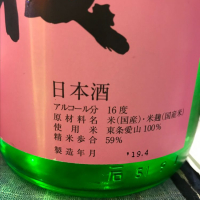 日本酒
アルコール分 16度
原材料名 米(国産)・米麹(国産米)
使用米 東条愛山100%
精米歩合 59%
製造年月 '19.4